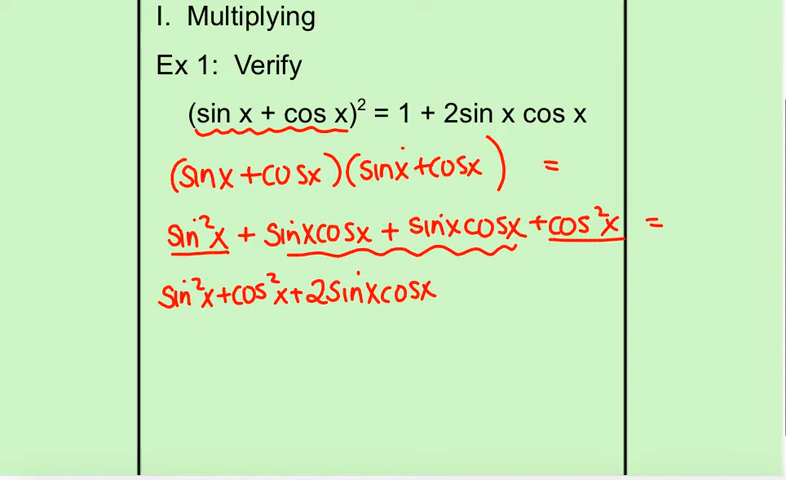 I. Multiplying
Ex 1: Verify
(sin x + cos x)² = 1 + 2sin x cos x
(sinx+cosx)(sinx+cosx) =
sin²x + sinxcosx + sinxcosx + cos²x =
sin²x+cos²x+2sinxcosx